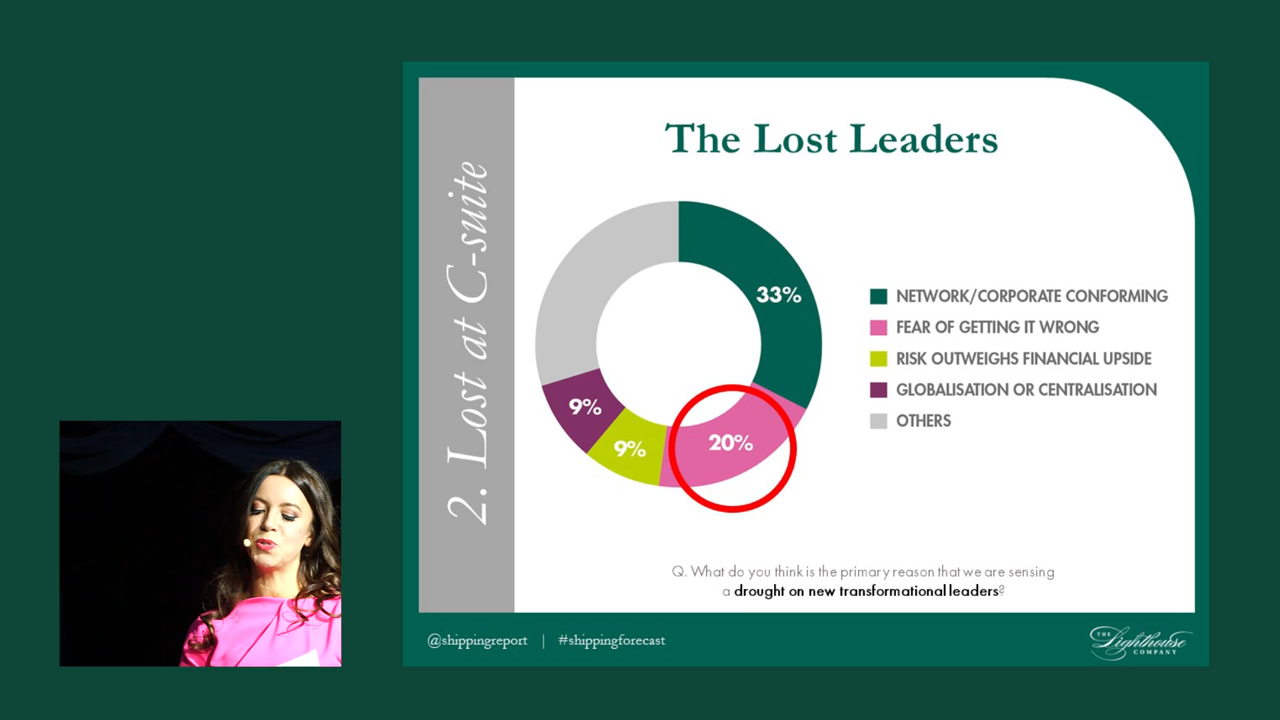 2. Lost at C-suite
The Lost Leaders
33%
20%
9%
9%
NETWORK/CORPORATE CONFORMING
FEAR OF GETTING IT WRONG
RISK OUTWEIGHS FINANCIAL UPSIDE
GLOBALISATION OR CENTRALISATION
OTHERS
Q. What do you think is the primary reason that we are sensing
a drought on new transformational leaders?
@shippingreport | #shippingforecast
THE
Lighthouse
COMPANY